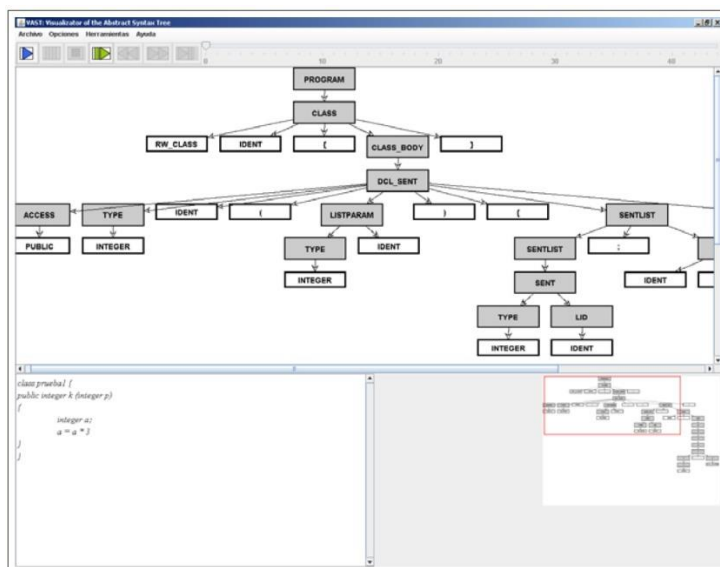 VAST: Visualizator of the Abstract Syntax Tree
Archivo Opciones Herramientas Ayuda
0 10 20 30 40
PROGRAM
CLASS
RW_CLASS IDENT { CLASS_BODY }
DCL_SENT
ACCESS TYPE IDENT ( LISTPARAM ) { SENTLIST
PUBLIC INTEGER TYPE IDENT SENTLIST ; IDENT
INTEGER SENT
TYPE LID
INTEGER IDENT
class prueba1 {
public integer k (integer p)
{
integer a;
a = a * 3
}
}